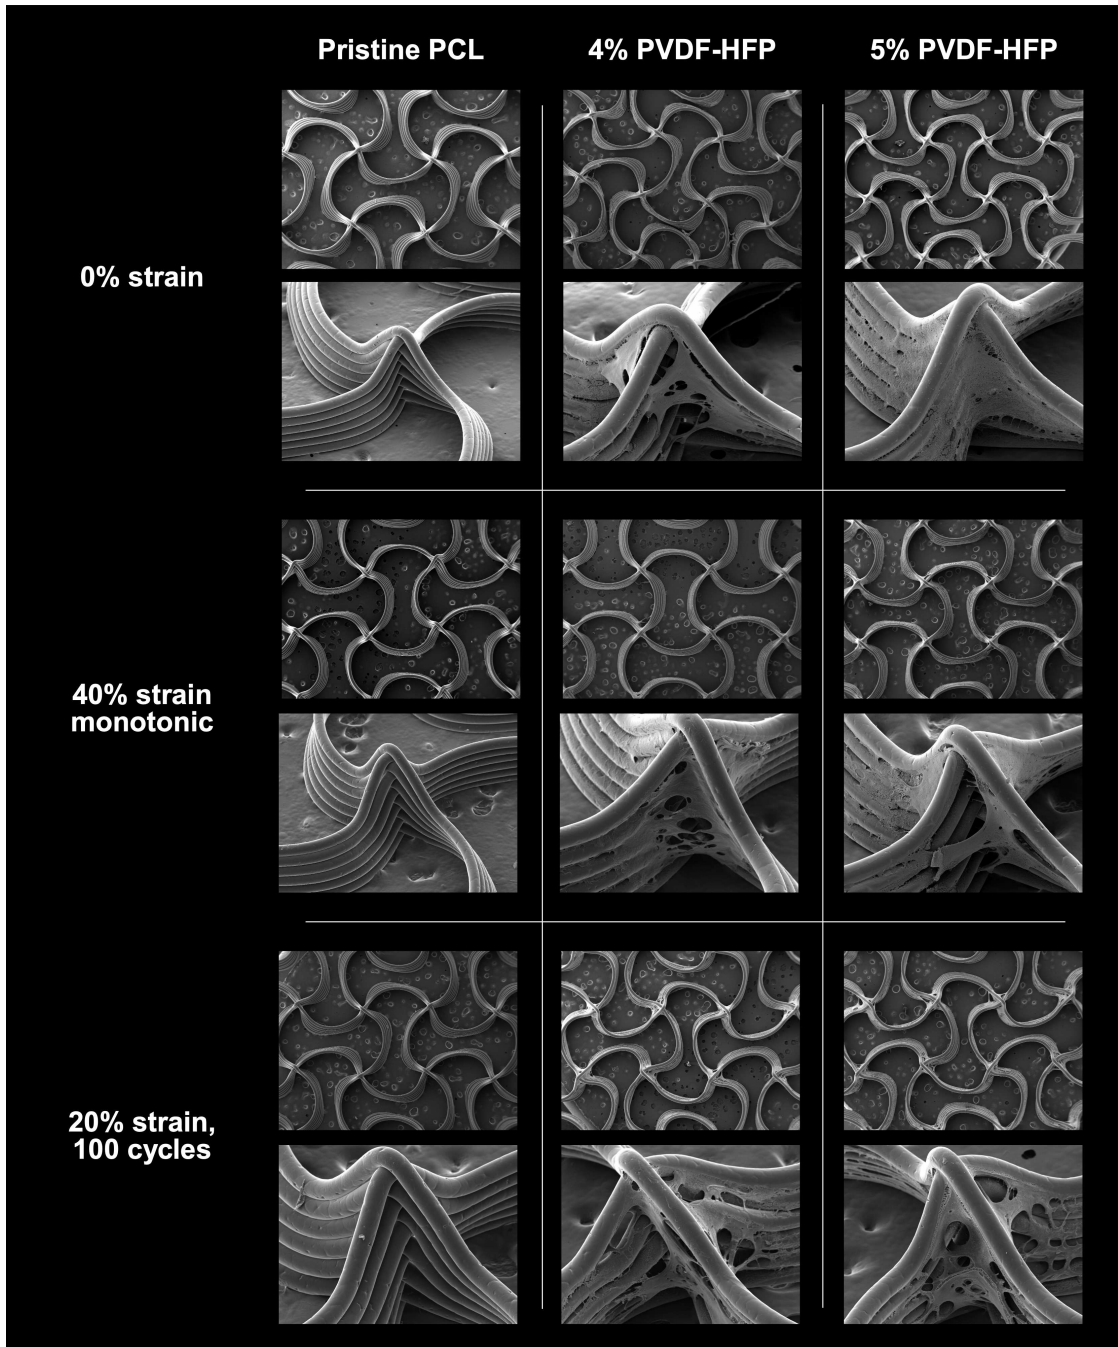 Pristine PCL
4% PVDF-HFP
5% PVDF-HFP
0% strain
40% strain
monotonic
20% strain,
100 cycles